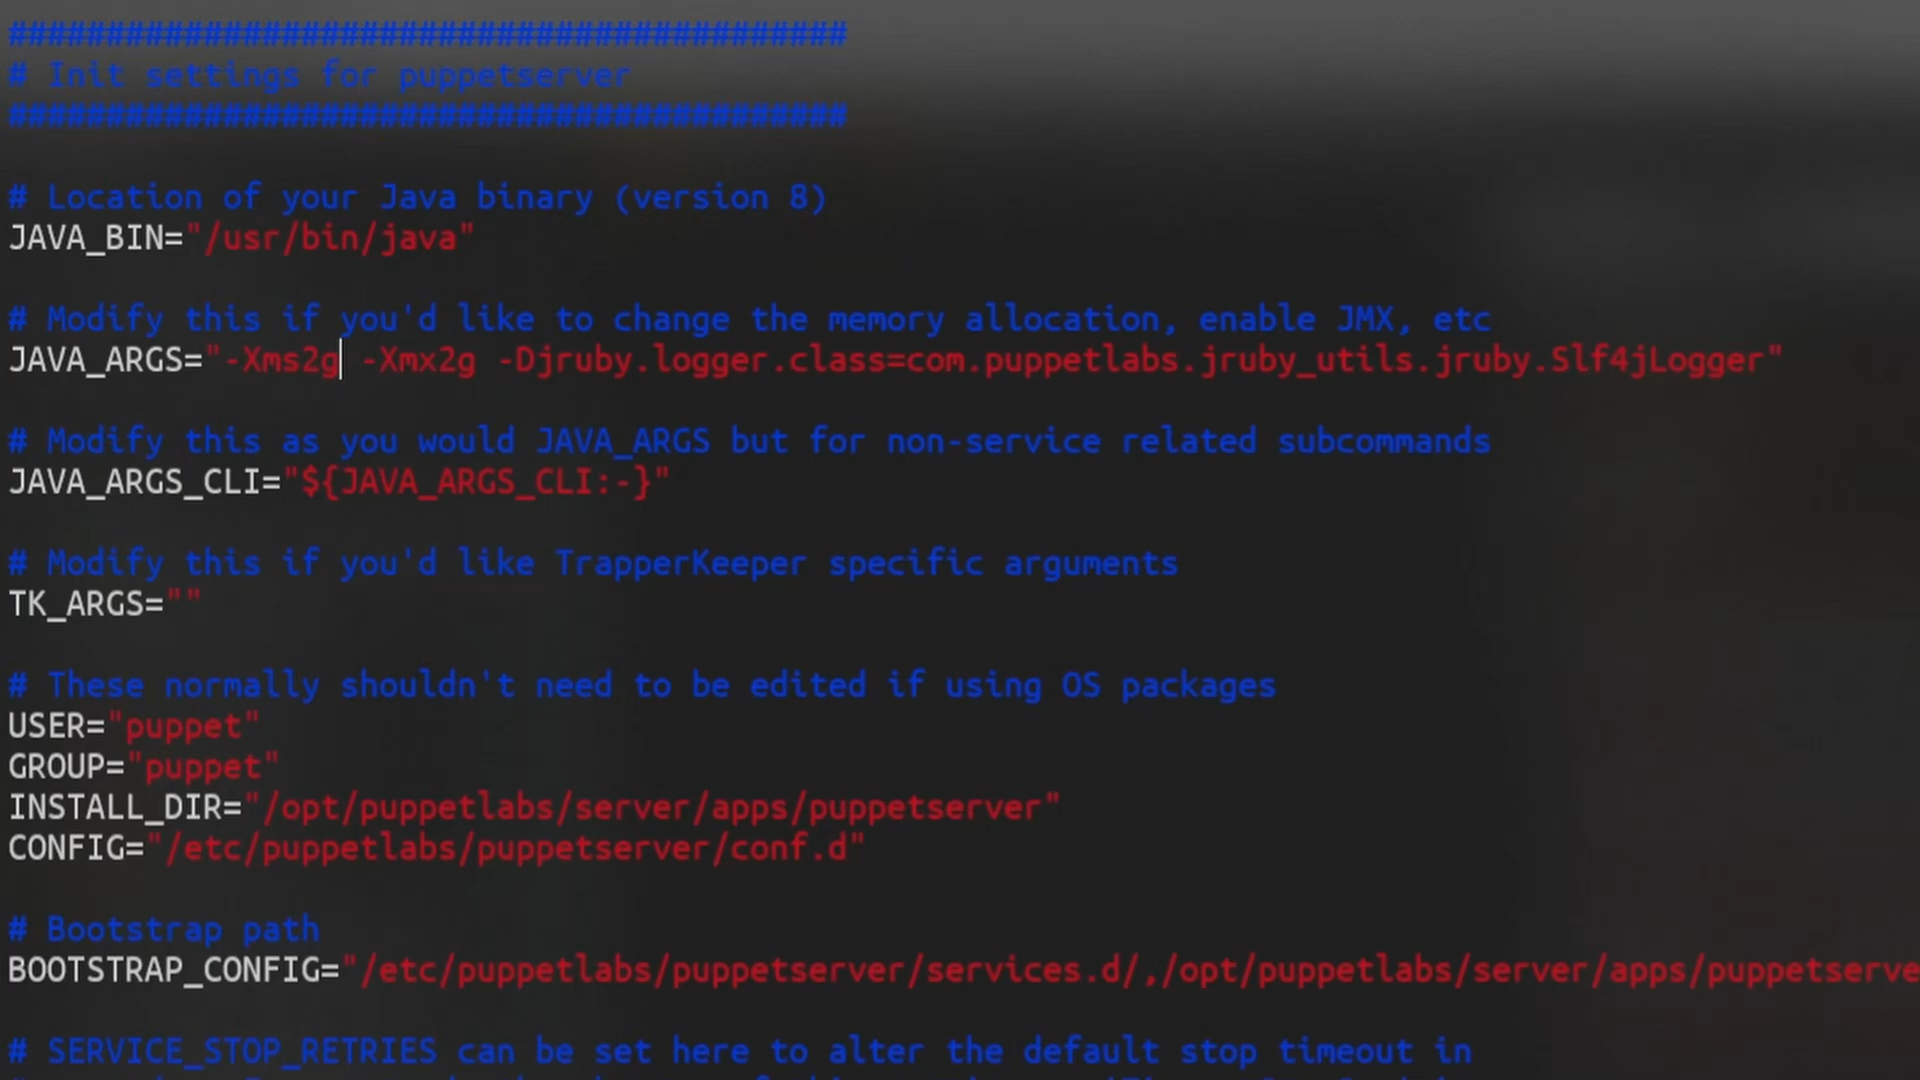 ###########################################
# Init settings for puppetserver
###########################################
# Location of your Java binary (version 8)
JAVA_BIN="/usr/bin/java"
# Modify this if you'd like to change the memory allocation, enable JMX, etc
JAVA_ARGS="-Xms2g -Xmx2g -Djruby.logger.class=com.puppetlabs.jruby_utils.jruby.Slf4jLogger"
# Modify this as you would JAVA_ARGS but for non-service related subcommands
JAVA_ARGS_CLI="${JAVA_ARGS_CLI:-}"
# Modify this if you'd like TrapperKeeper specific arguments
TK_ARGS=""
# These normally shouldn't need to be edited if using OS packages
USER="puppet"
GROUP="puppet"
INSTALL_DIR="/opt/puppetlabs/server/apps/puppetserver"
CONFIG="/etc/puppetlabs/puppetserver/conf.d"
# Bootstrap path
BOOTSTRAP_CONFIG="/etc/puppetlabs/puppetserver/services.d/,/opt/puppetlabs/server/apps/puppetserve
# SERVICE_STOP_RETRIES can be set here to alter the default stop timeout in